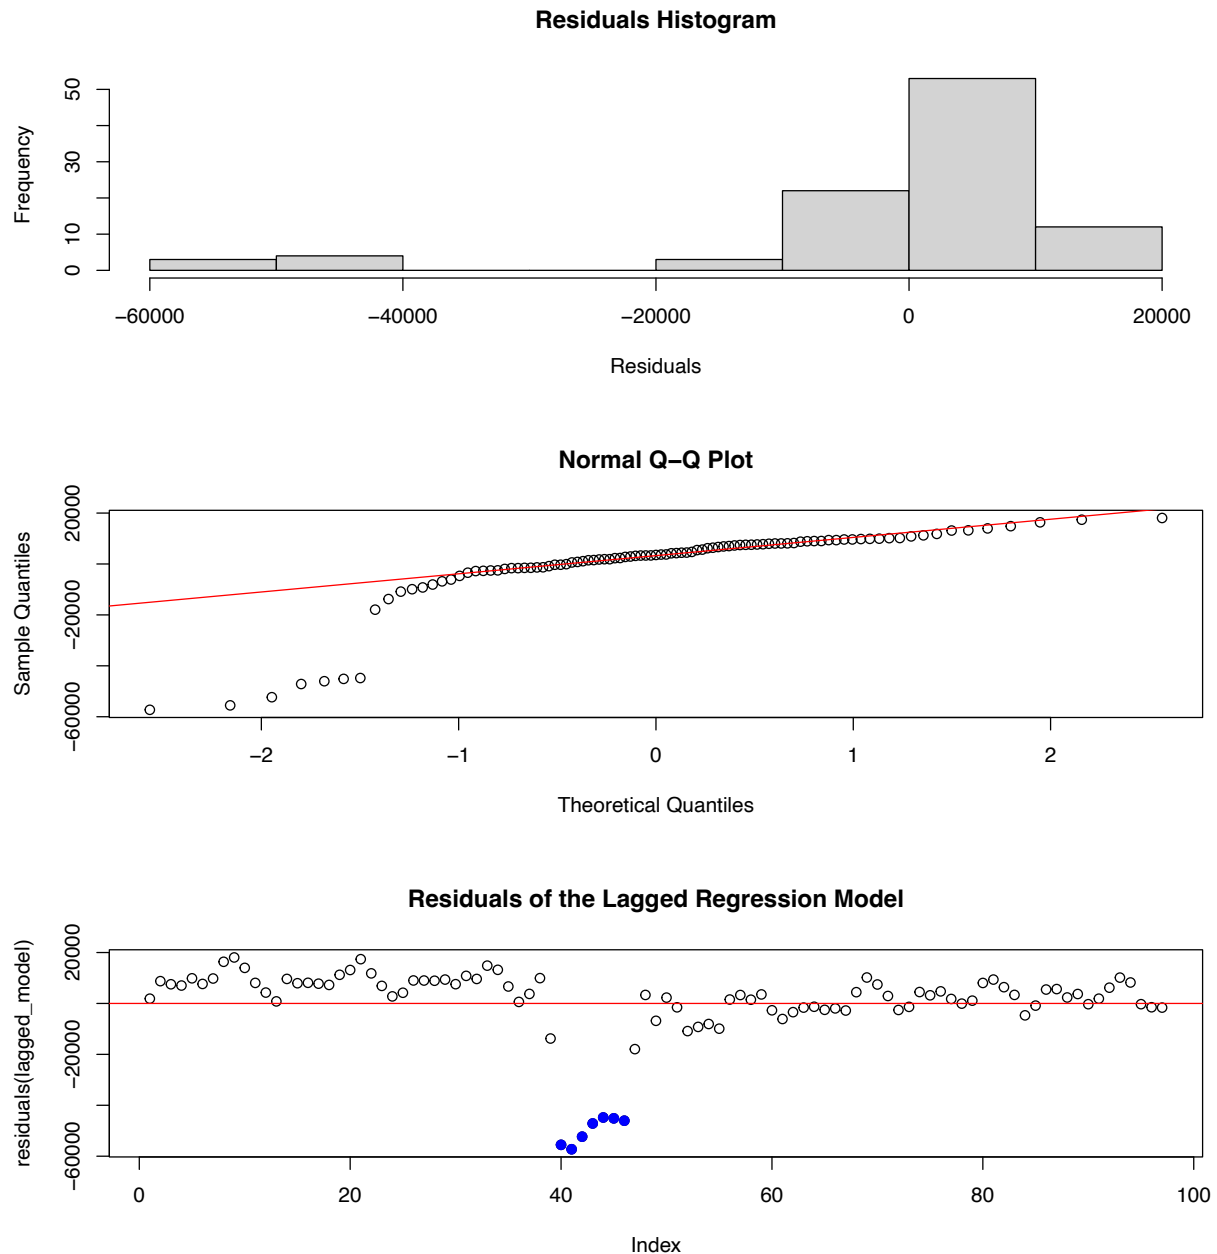 Residuals Histogram
Frequency
50
30
10
0
−60000 −40000 −20000 0 20000
Residuals
Normal Q−Q Plot
Sample Quantiles
20000
−20000
−60000
−2 −1 0 1 2
Theoretical Quantiles
Residuals of the Lagged Regression Model
residuals(lagged_model)
20000
−20000
−60000
0 20 40 60 80 100
Index